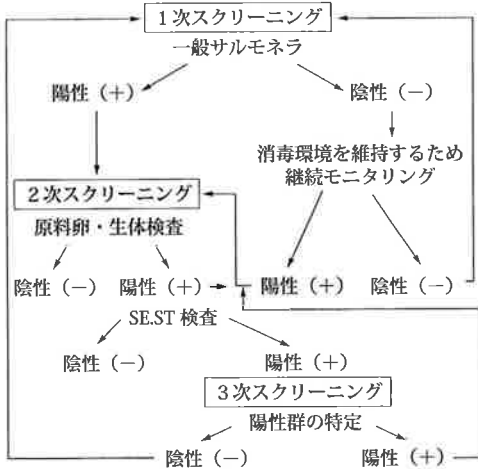 1次スクリーニング
一般サルモネラ
陽性（+） 陰性（−）
消毒環境を維持するため
継続モニタリング
2次スクリーニング
原料卵・生体検査
陰性（−） 陽性（+） 陽性（+） 陰性（−）
SE.ST 検査
陰性（−） 陽性（+）
3次スクリーニング
陽性群の特定
陰性（−） 陽性（+）